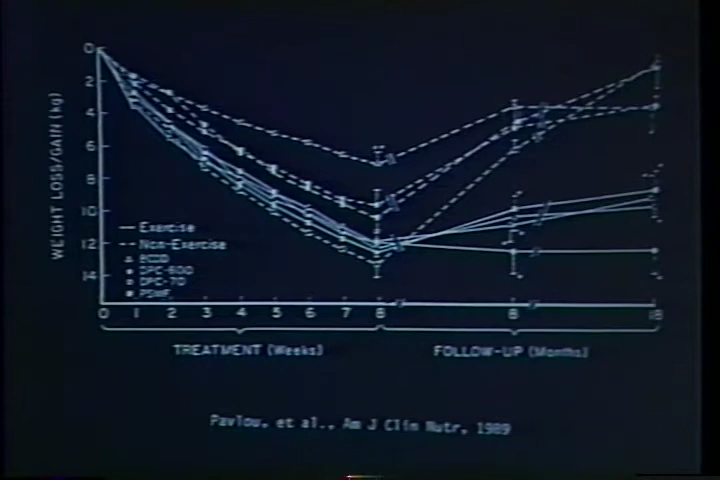 0
2
4
6
8
10
12
14
WEIGHT LOSS/GAIN (kg)
Exercise
Non-Exercise
BCDD
DPC-800
DPC-70
PSMF
0 1 2 3 4 5 6 7 8 8 18
TREATMENT (Weeks) FOLLOW-UP (Months)
Pavlou, et al., Am J Clin Nutr, 1989